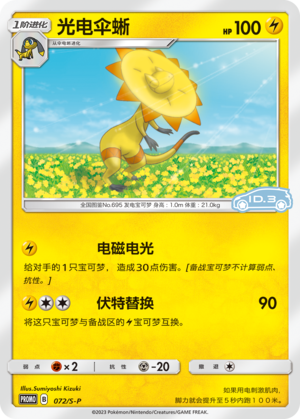 1阶进化
光电伞蜥
HP 100
从伞电蜥进化
全国图鉴No.695 发电宝可梦 身高：1.0m 体重：21.0kg
ID.3
电磁电光
给对手的1只宝可梦，造成30点伤害。[备战宝可梦不计算弱点、
抗性。]
伏特替换 90
将这只宝可梦与备战区的宝可梦互换。
弱点 ×2 抗性 -20 撤退
Illus.Sumiyoshi Kizuki
PROMO B 072/S-P
如果用电刺激肌肉，
脚力就会提升至５秒内跑１００米。
©2023 Pokémon/Nintendo/Creatures/GAME FREAK.